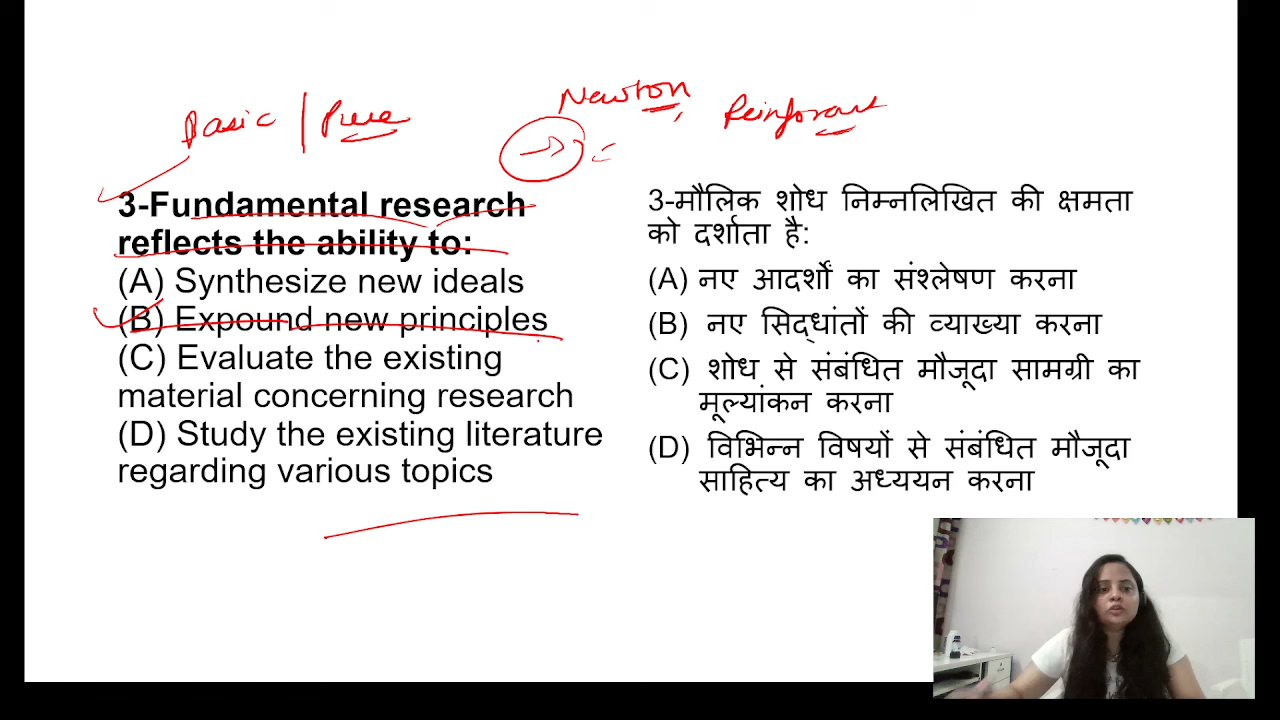 Newton,
Basic | Pure
Reinforcement
3-Fundamental research
reflects the ability to:
(A) Synthesize new ideals
(B) Expound new principles
(C) Evaluate the existing
material concerning research
(D) Study the existing literature
regarding various topics
3-मौलिक शोध निम्नलिखित की क्षमता
को दर्शाता है:
(A) नए आदर्शों का संश्लेषण करना
(B) नए सिद्धांतों की व्याख्या करना
(C) शोध से संबंधित मौजूदा सामग्री का
मूल्यांकन करना
(D) विभिन्न विषयों से संबंधित मौजूदा
साहित्य का अध्ययन करना